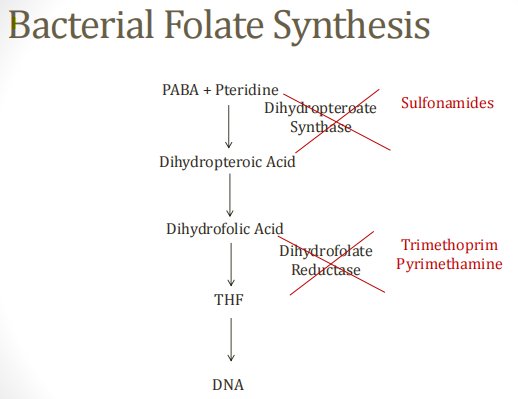 Bacterial Folate Synthesis
PABA + Pteridine
Dihydropteroate
Synthase
Sulfonamides
Dihydropteroic Acid
Dihydrofolic Acid
Dihydrofolate
Reductase
Trimethoprim
Pyrimethamine
THF
DNA